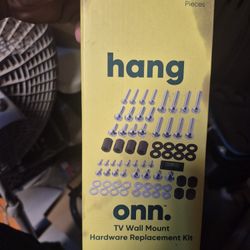 Pieces
hang
onn.
TV Wall Mount
Hardware Replacement Kit